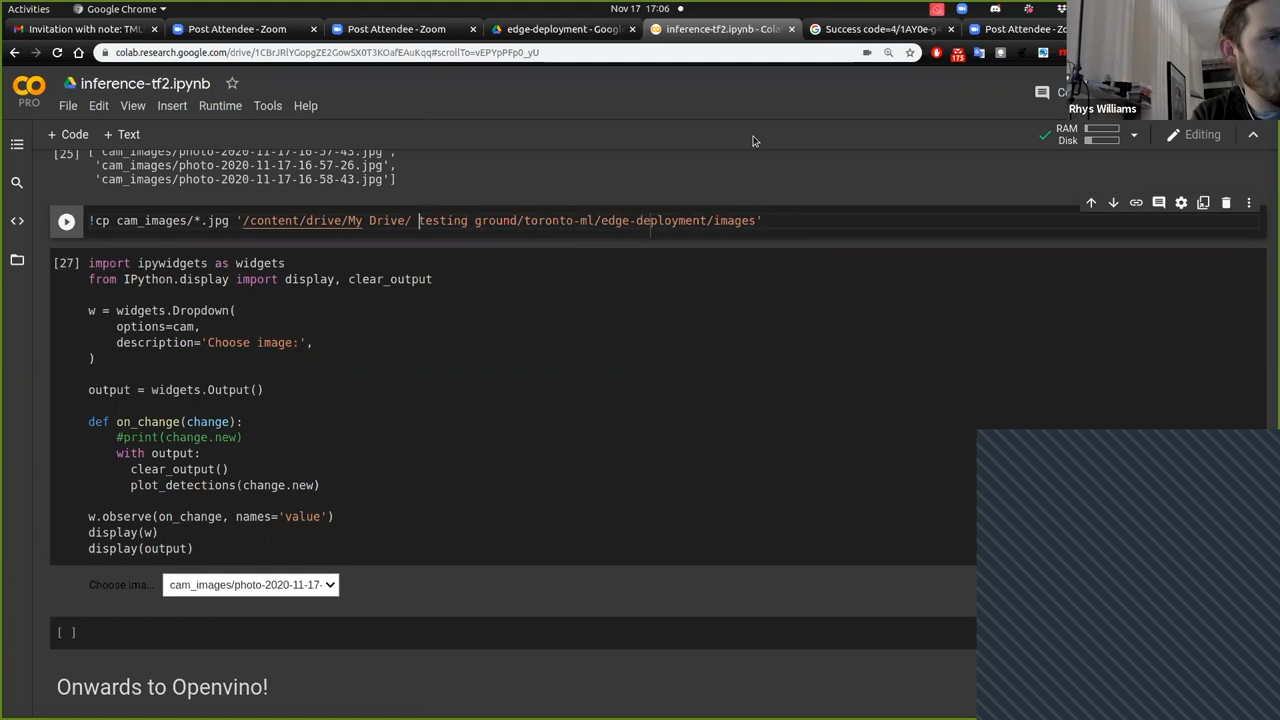 Activities
Google Chrome
Nov 17 17:06
Invitation with note: TML
Post Attendee - Zoom
Post Attendee - Zoom
edge-deployment - Googl
inference-tf2.ipynb - Cola
Success code=4/1AY0e-g
Post Attendee - Zoo
colab.research.google.com/drive/1CBrJRlYGopgZE2GowSX0T3KOafEAuKqq#scrollTo=vEPYpPFp0_yU
175
PRO
inference-tf2.ipynb
File Edit View Insert Runtime Tools Help
Rhys Williams
+ Code + Text
RAM
Disk
Editing
[25] ['cam_images/photo-2020-11-17-16-57-43.jpg',
'cam_images/photo-2020-11-17-16-57-26.jpg',
'cam_images/photo-2020-11-17-16-58-43.jpg']
!cp cam_images/*.jpg '/content/drive/My Drive/ testing ground/toronto-ml/edge-deployment/images'
[27] import ipywidgets as widgets
from IPython.display import display, clear_output
w = widgets.Dropdown(
options=cam,
description='Choose image:',
)
output = widgets.Output()
def on_change(change):
#print(change.new)
with output:
clear_output()
plot_detections(change.new)
w.observe(on_change, names='value')
display(w)
display(output)
Choose ima...
cam_images/photo-2020-11-17-
[ ]
Onwards to Openvino!